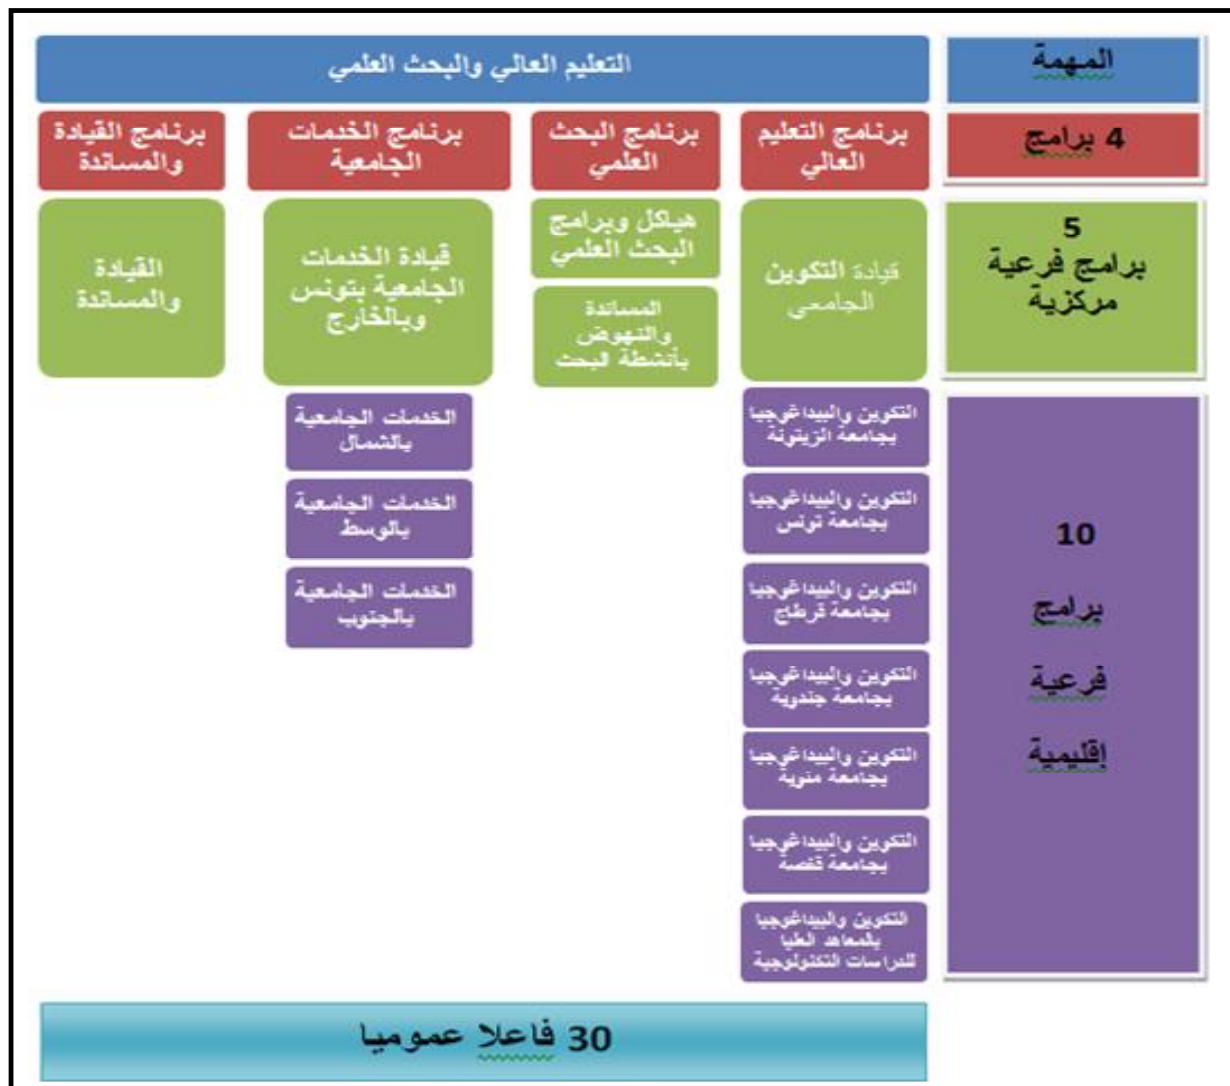 المهمة
التعليم العالي والبحث العلمي
4 برامج
برنامج التعليم
العالي
برنامج البحث
العلمي
برنامج الخدمات
الجامعية
برنامج القيادة
والمساندة
5
برامج فرعية
مركزية
قيادة التكوين
الجامعي
هياكل وبرامج
البحث العلمي
المساندة
والنهوض
بأنشطة البحث
قيادة الخدمات
الجامعية بتونس
وبالخارج
القيادة
والمساندة
10
برامج
فرعية
إقليمية
التكوين والبيداغوجيا
بجامعة الزيتونة
التكوين والبيداغوجيا
بجامعة تونس
التكوين والبيداغوجيا
بجامعة قرطاج
التكوين والبيداغوجيا
بجامعة جندوبة
التكوين والبيداغوجيا
بجامعة منوبة
التكوين والبيداغوجيا
بجامعة قفصة
التكوين والبيداغوجيا
بالمعاهد العليا
للدراسات التكنولوجية
الخدمات الجامعية
بالشمال
الخدمات الجامعية
بالوسط
الخدمات الجامعية
بالجنوب
30 فاعلا عموميا